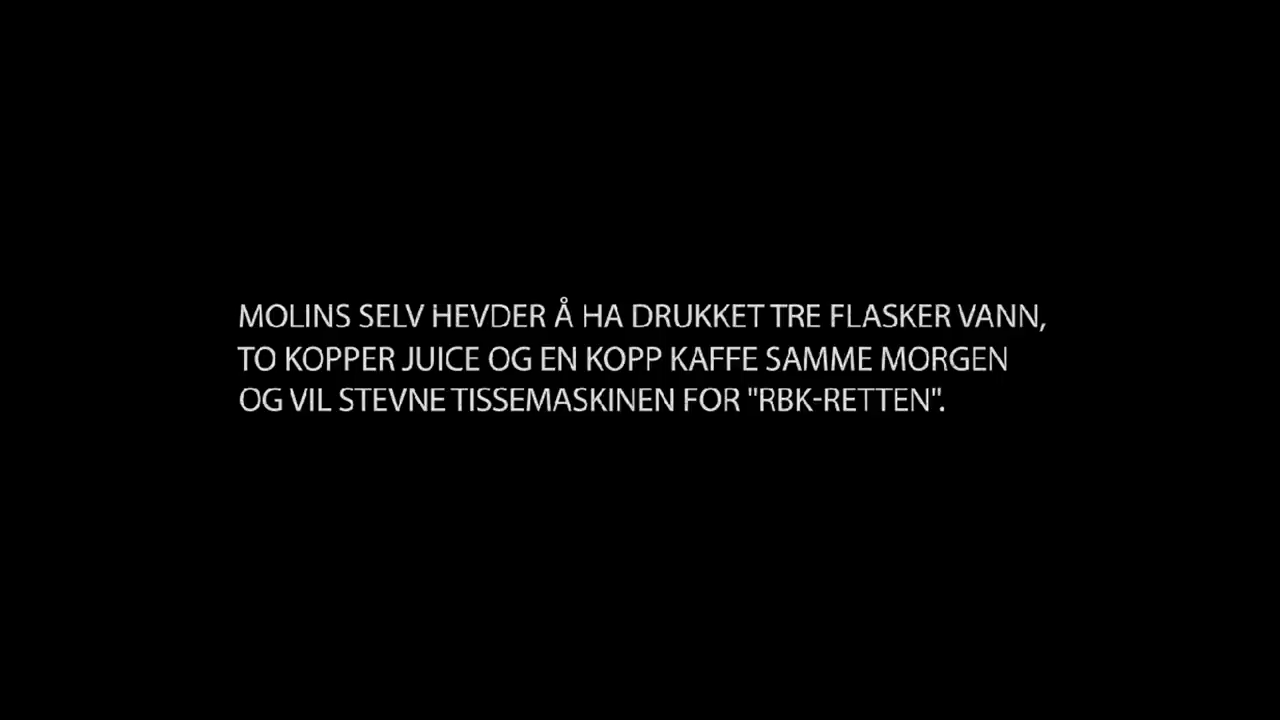 MOLINS SELV HEVDER Å HA DRUKKET TRE FLASKER VANN,
TO KOPPER JUICE OG EN KOPP KAFFE SAMME MORGEN
OG VIL STEVNE TISSEMASKINEN FOR "RBK-RETTEN".